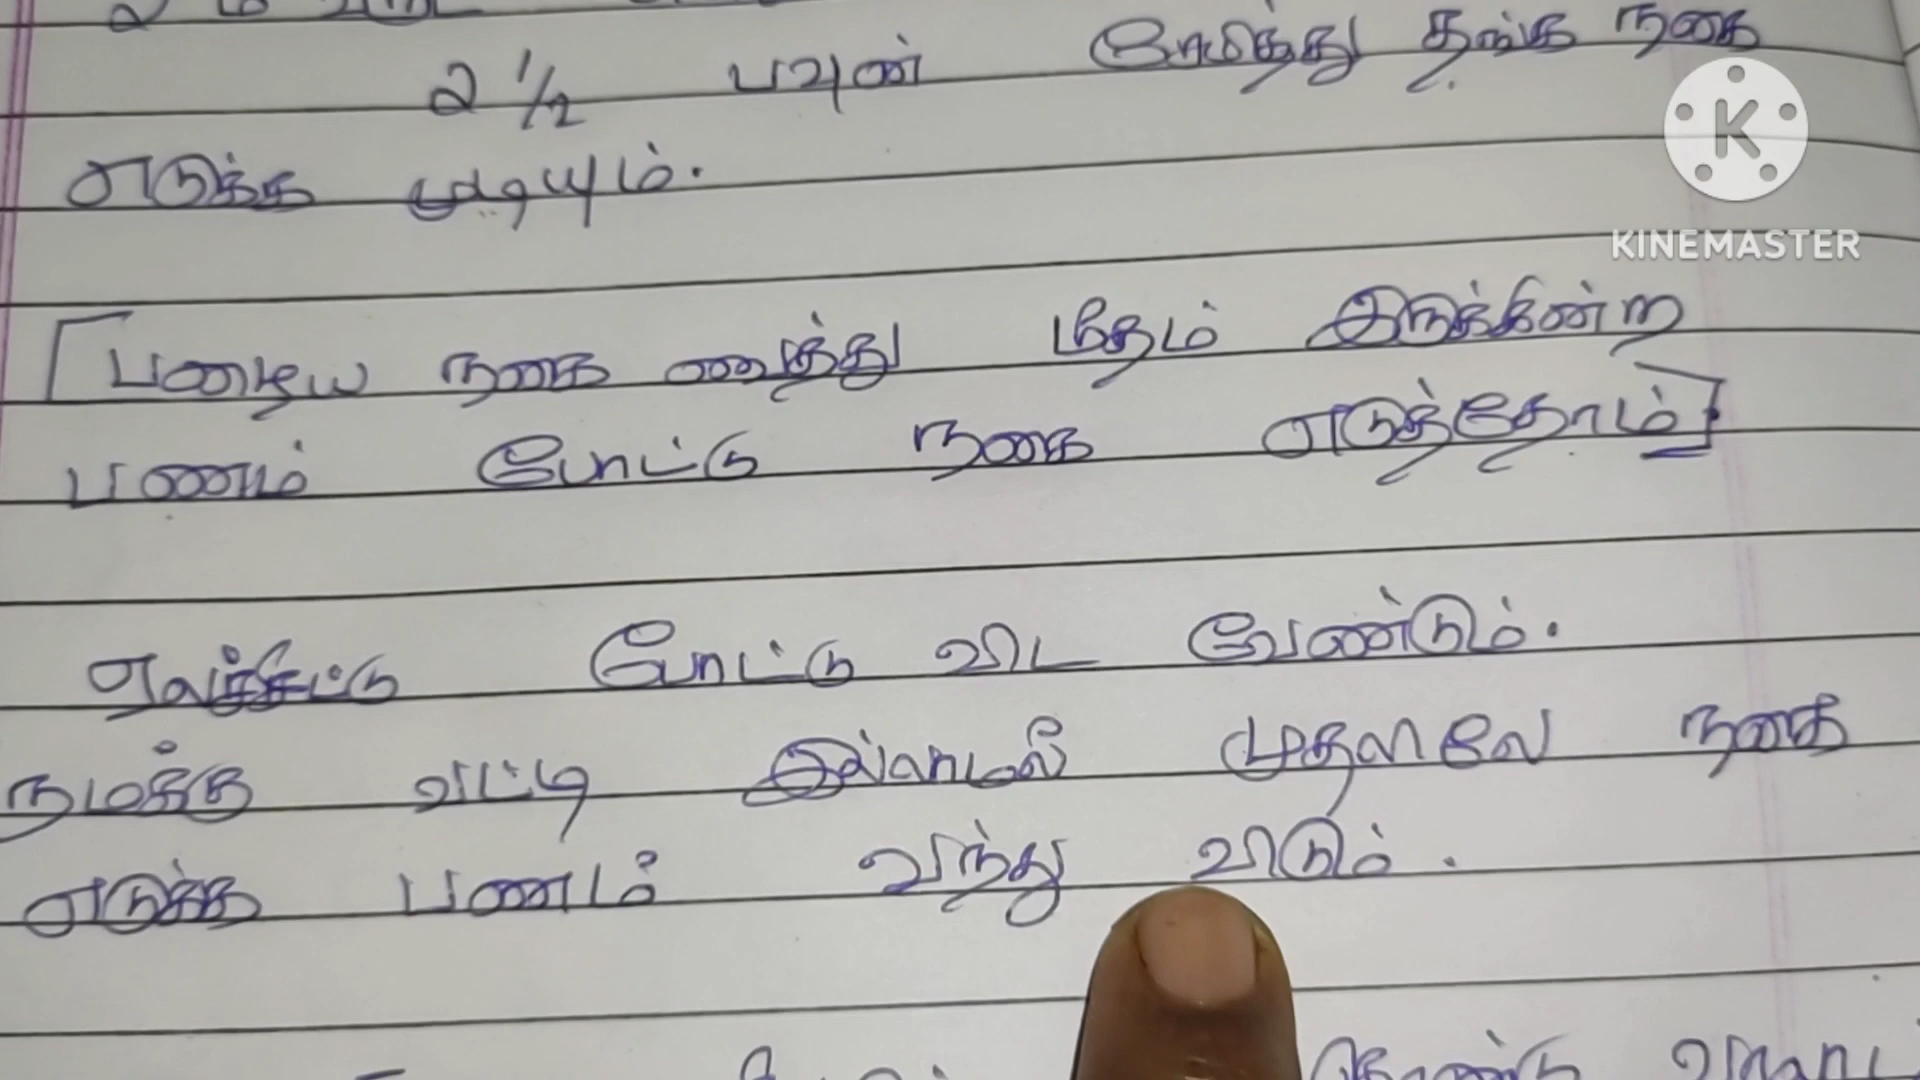 2 ½ பவுன் சேமித்து தங்க நகை
எடுக்க முடியும்.
KINEMASTER
[பழைய நகை வைத்து மீதம் இருக்கின்ற
பணம் போட்டு நகை எடுத்தோம்]
போட்டு விட வேண்டும்.
நமக்கு வட்டி இல்லாமல் முதலிலே நகை
எடுக்க பணம் வந்து விடும்.